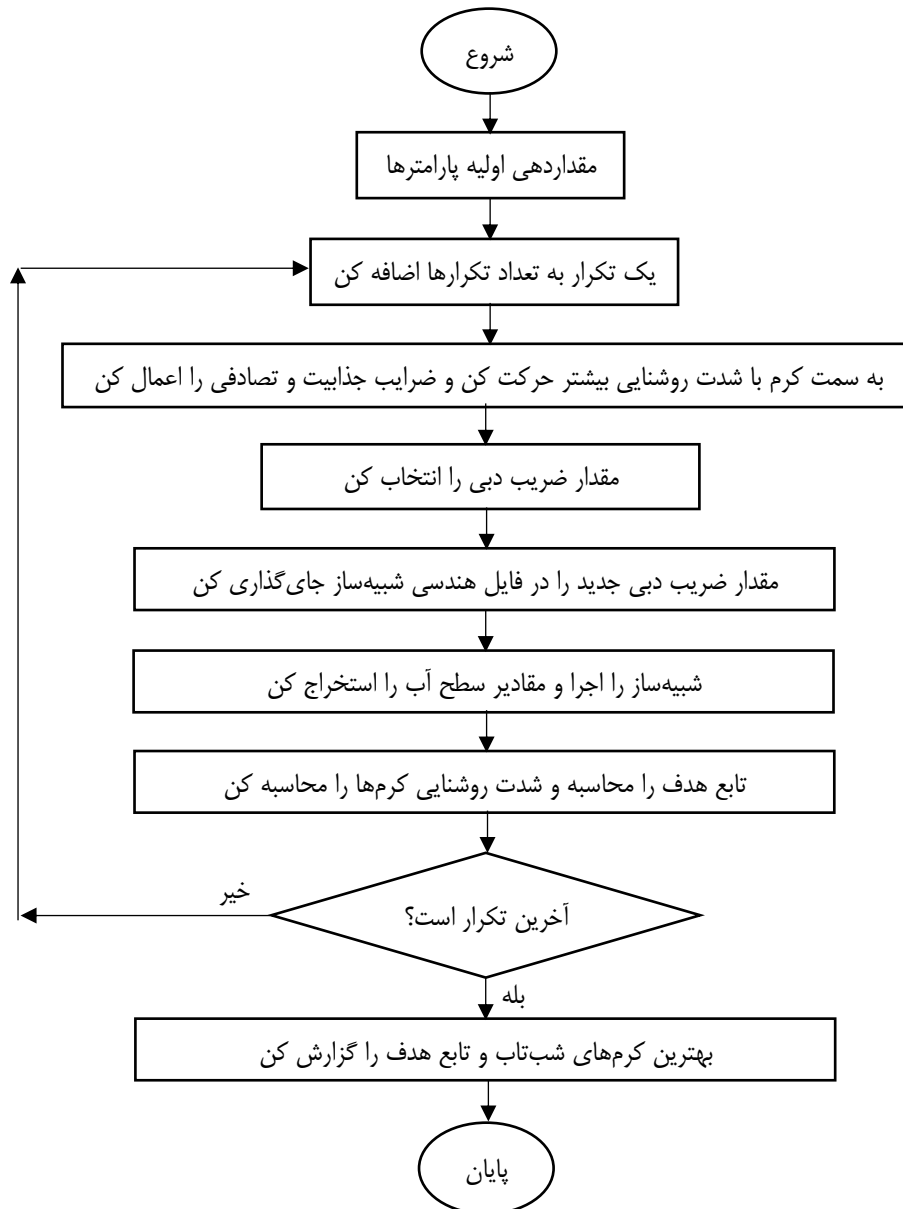 شروع
مقداردهی اولیه پارامترها
یک تکرار به تعداد تکرارها اضافه کن
به سمت کرم با شدت روشنایی بیشتر حرکت کن و ضرایب جذابیت و تصادفی را اعمال کن
مقدار ضریب دبی را انتخاب کن
مقدار ضریب دبی جدید را در فایل هندسی شبیه‌ساز جای‌گذاری کن
شبیه‌ساز را اجرا و مقادیر سطح آب را استخراج کن
تابع هدف را محاسبه و شدت روشنایی کرم‌ها را محاسبه کن
آخرین تکرار است؟
خیر
بله
بهترین کرم‌های شب‌تاب و تابع هدف را گزارش کن
پایان